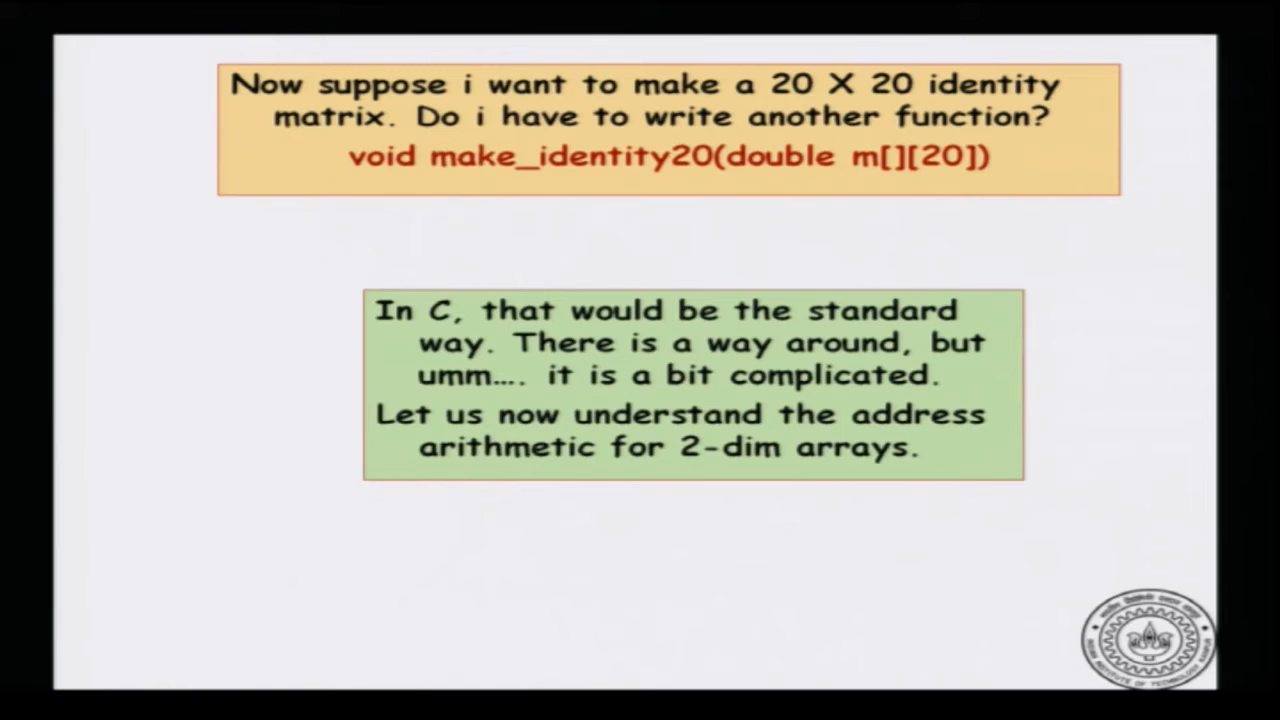 Now suppose i want to make a 20 X 20 identity
matrix. Do i have to write another function?
void make_identity20(double m[][20])
In C, that would be the standard
way. There is a way around, but
umm…. it is a bit complicated.
Let us now understand the address
arithmetic for 2-dim arrays.